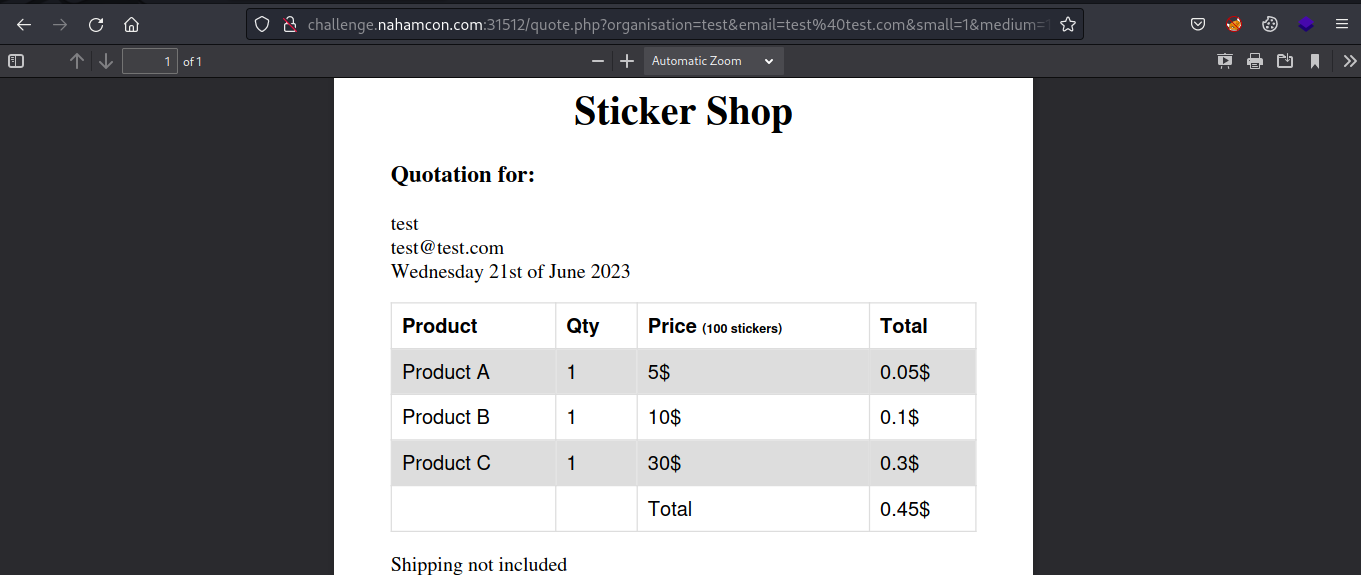 challenge.nahamcon.com:31512/quote.php?organisation=test&email=test%40test.com&small=1&medium=
1 of 1 Automatic Zoom
Sticker Shop
Quotation for:
test
test@test.com
Wednesday 21st of June 2023
Product Qty Price (100 stickers) Total
Product A 1 5$ 0.05$
Product B 1 10$ 0.1$
Product C 1 30$ 0.3$
Total 0.45$
Shipping not included